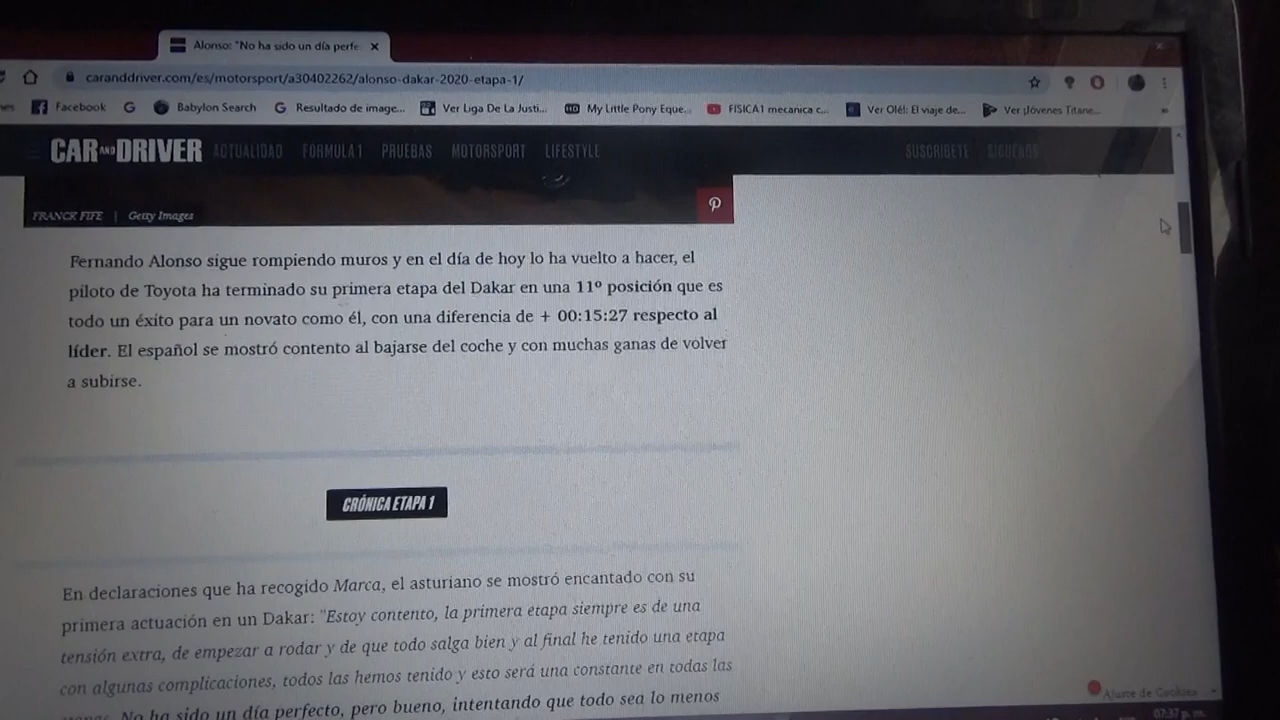 Alonso: "No ha sido un día perfe
caranddriver.com/es/motorsport/a30402262/alonso-dakar-2020-etapa-1/
nes Facebook G Babylon Search Resultado de image... Ver Liga De La Justi... My Little Pony Eque... FISICA1 mecanica c... Ver Olé!: El viaje de... Ver ¡Jóvenes Titane...
CAR AND DRIVER ACTUALIDAD FÓRMULA 1 PRUEBAS MOTORSPORT LIFESTYLE SUSCRÍBETE SÍGUENOS
FRANCK FIFE | Getty Images
Fernando Alonso sigue rompiendo muros y en el día de hoy lo ha vuelto a hacer, el
piloto de Toyota ha terminado su primera etapa del Dakar en una 11º posición que es
todo un éxito para un novato como él, con una diferencia de + 00:15:27 respecto al
líder. El español se mostró contento al bajarse del coche y con muchas ganas de volver
a subirse.
CRÓNICA ETAPA 1
En declaraciones que ha recogido Marca, el asturiano se mostró encantado con su
primera actuación en un Dakar: "Estoy contento, la primera etapa siempre es de una
tensión extra, de empezar a rodar y de que todo salga bien y al final he tenido una etapa
con algunas complicaciones, todos las hemos tenido y esto será una constante en todas las
No ha sido un día perfecto, pero bueno, intentando que todo sea lo menos
Ajuste de Cookies
07:37 p. m.